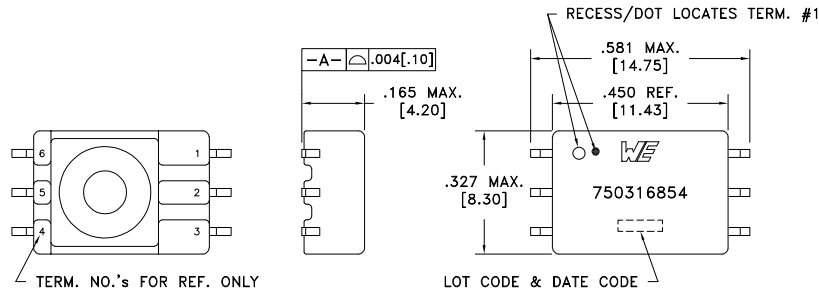 RECESS/DOT LOCATES TERM. #1
.581 MAX.
[14.75]
-A- .004[.10]
.165 MAX.
[4.20]
.450 REF.
[11.43]
6 1
5 2
4 3
.327 MAX.
[8.30]
WE
750316854
TERM. NO.'s FOR REF. ONLY
LOT CODE & DATE CODE